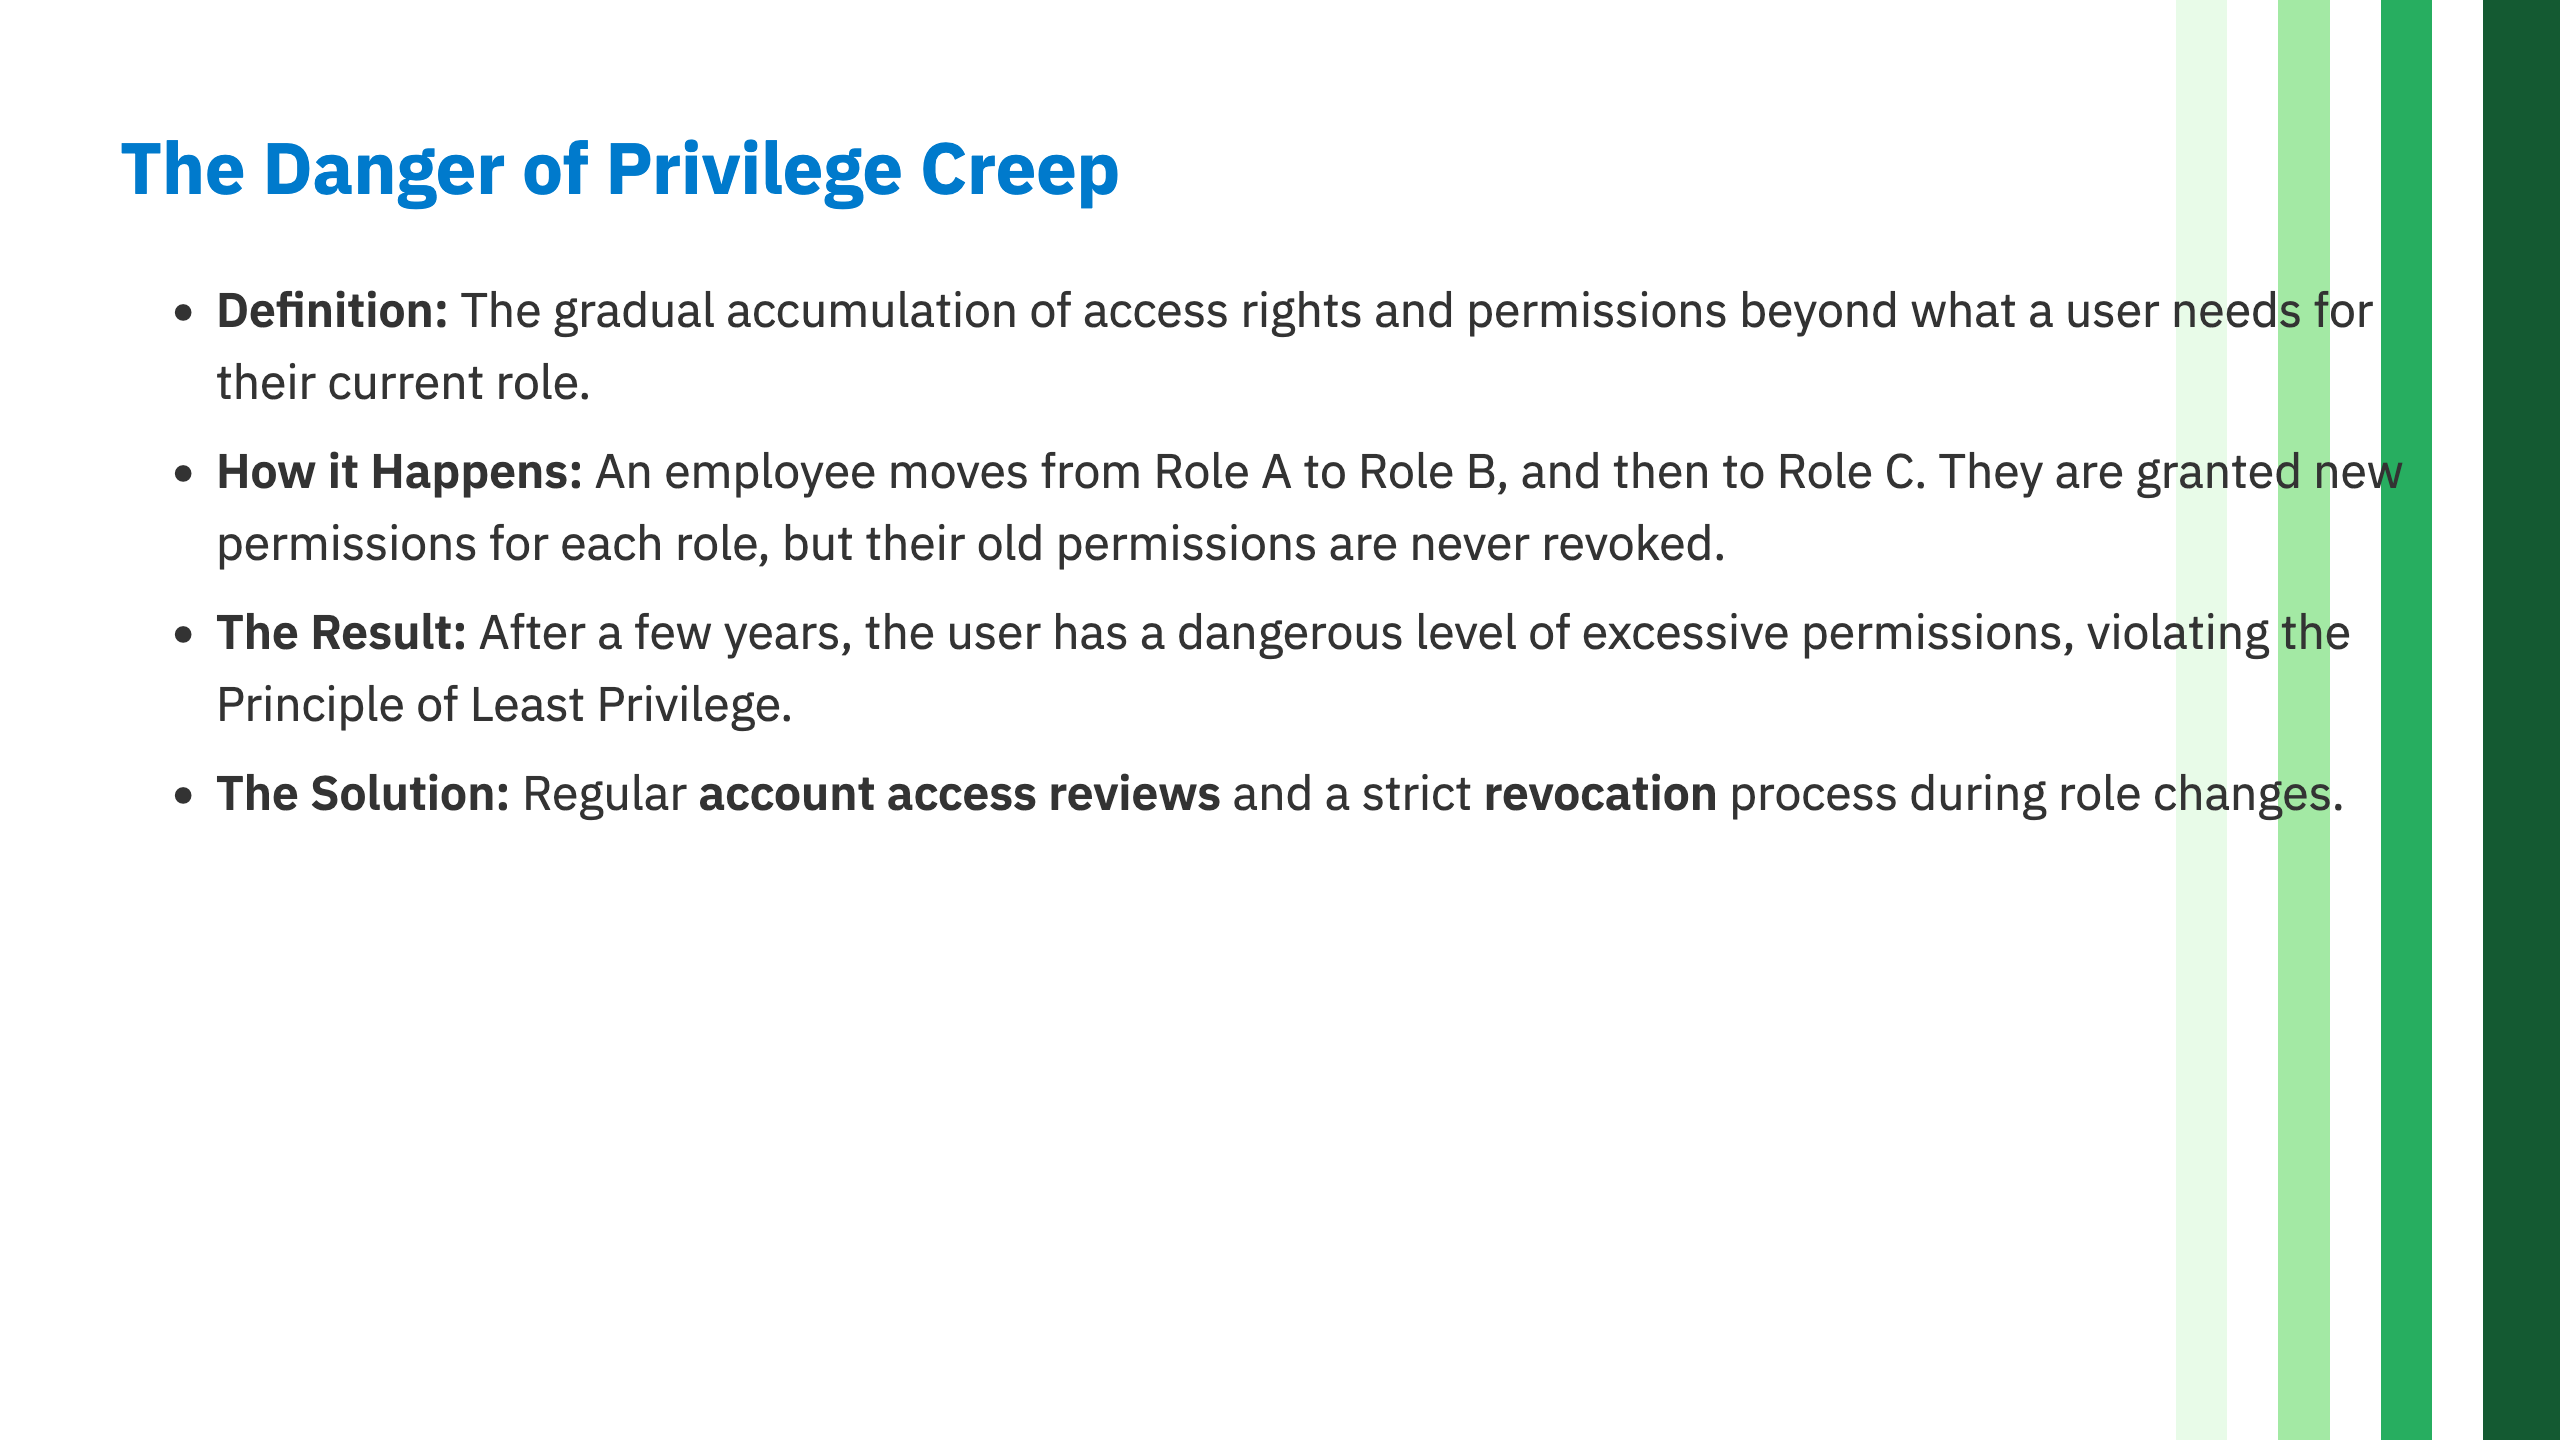 The Danger of Privilege Creep
• Definition: The gradual accumulation of access rights and permissions beyond what a user needs for
their current role.
• How it Happens: An employee moves from Role A to Role B, and then to Role C. They are granted new
permissions for each role, but their old permissions are never revoked.
• The Result: After a few years, the user has a dangerous level of excessive permissions, violating the
Principle of Least Privilege.
• The Solution: Regular account access reviews and a strict revocation process during role changes.